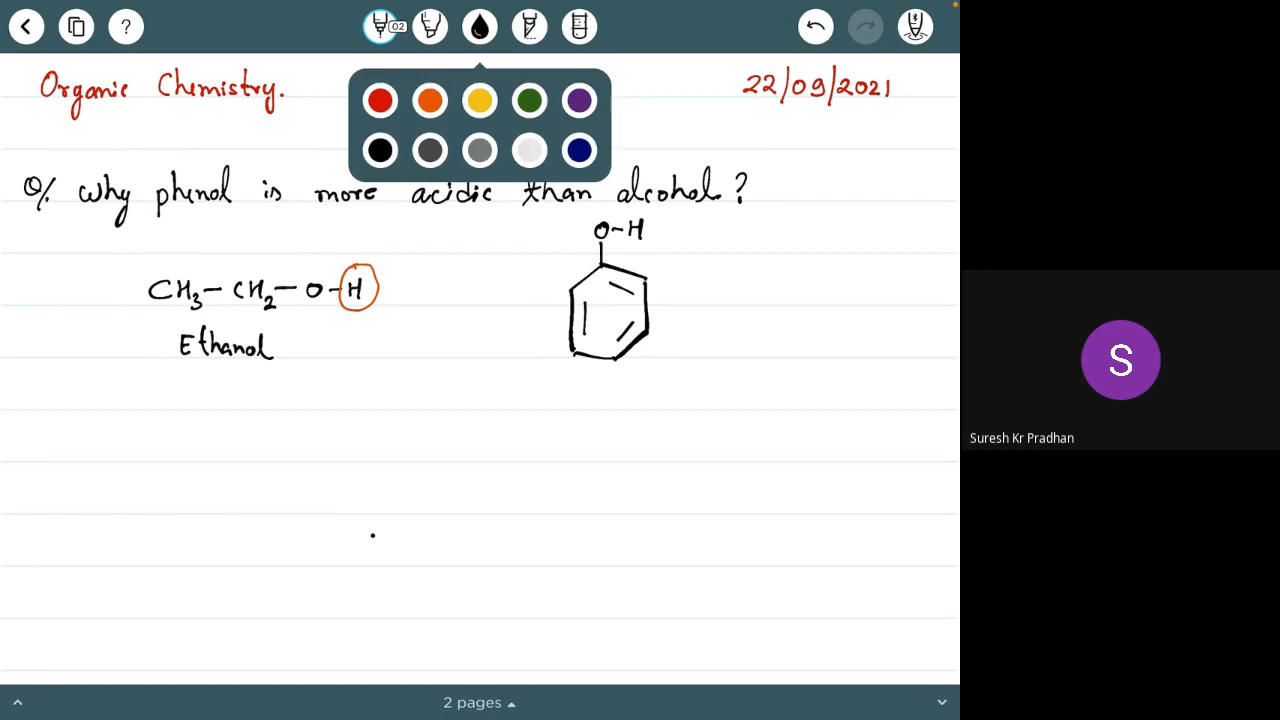 02
Organic Chemistry.
22/09/2021
Q/. Why phenol is more acidic than alcohol. ?
O-H
CH3-CH2-O-H
Ethanol
S
Suresh Kr Pradhan
2 pages